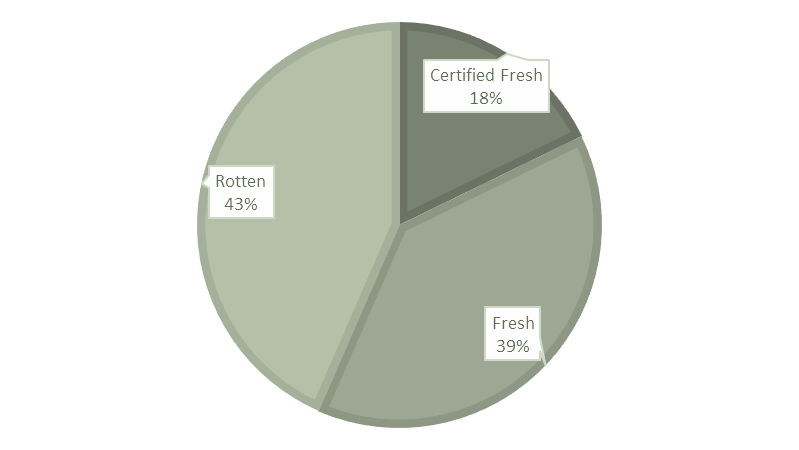 Certified Fresh
18%
Rotten
43%
Fresh
39%